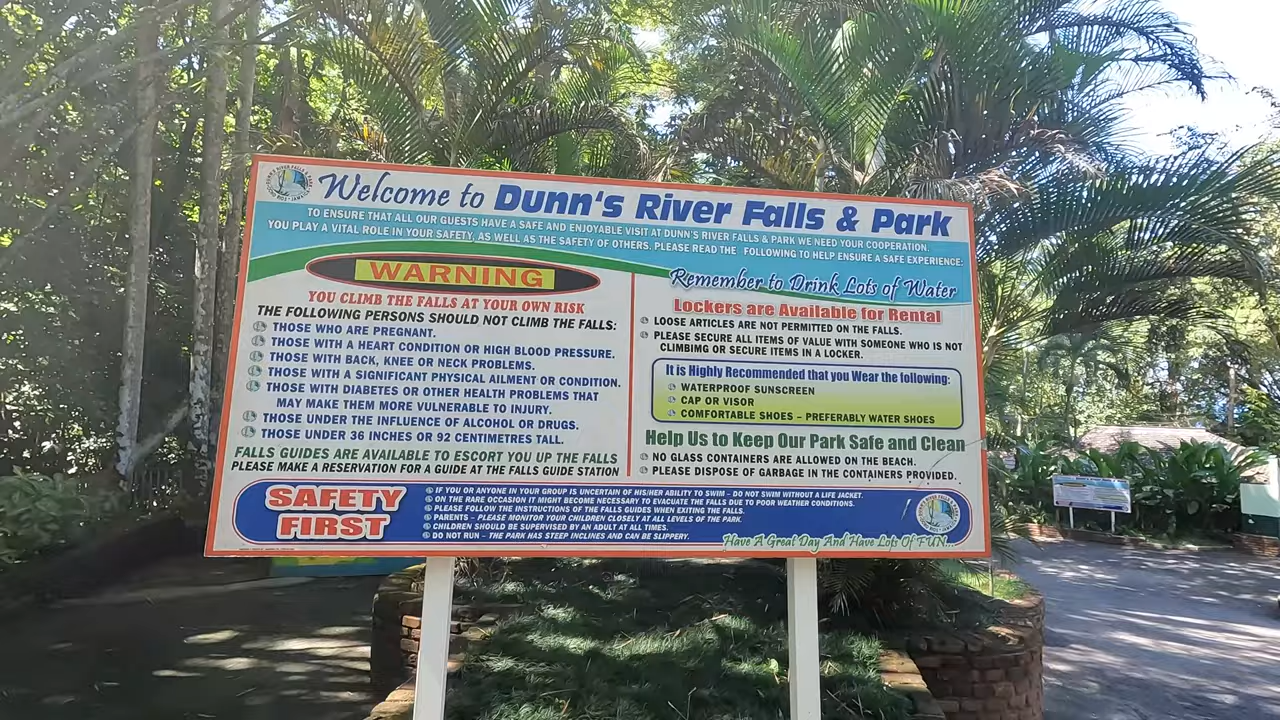 Welcome to Dunn's River Falls & Park
TO ENSURE THAT ALL OUR GUESTS HAVE A SAFE AND ENJOYABLE VISIT AT DUNN'S RIVER FALLS & PARK WE NEED YOUR COOPERATION.
YOU PLAY A VITAL ROLE IN YOUR SAFETY, AS WELL AS THE SAFETY OF OTHERS. PLEASE READ THE FOLLOWING TO HELP ENSURE A SAFE EXPERIENCE:
WARNING
YOU CLIMB THE FALLS AT YOUR OWN RISK
THE FOLLOWING PERSONS SHOULD NOT CLIMB THE FALLS:
THOSE WHO ARE PREGNANT.
THOSE WITH A HEART CONDITION OR HIGH BLOOD PRESSURE.
THOSE WITH BACK, KNEE OR NECK PROBLEMS.
THOSE WITH A SIGNIFICANT PHYSICAL AILMENT OR CONDITION.
THOSE WITH DIABETES OR OTHER HEALTH PROBLEMS THAT
MAY MAKE THEM MORE VULNERABLE TO INJURY.
THOSE UNDER THE INFLUENCE OF ALCOHOL OR DRUGS.
THOSE UNDER 36 INCHES OR 92 CENTIMETRES TALL.
FALLS GUIDES ARE AVAILABLE TO ESCORT YOU UP THE FALLS
PLEASE MAKE A RESERVATION FOR A GUIDE AT THE FALLS GUIDE STATION
Remember to Drink Lots of Water
Lockers are Available for Rental
LOOSE ARTICLES ARE NOT PERMITTED ON THE FALLS.
PLEASE SECURE ALL ITEMS OF VALUE WITH SOMEONE WHO IS NOT
CLIMBING OR SECURE ITEMS IN A LOCKER.
It is Highly Recommended that you Wear the following:
WATERPROOF SUNSCREEN
CAP OR VISOR
COMFORTABLE SHOES – PREFERABLY WATER SHOES
Help Us to Keep Our Park Safe and Clean
NO GLASS CONTAINERS ARE ALLOWED ON THE BEACH.
PLEASE DISPOSE OF GARBAGE IN THE CONTAINERS PROVIDED.
SAFETY
FIRST
IF YOU OR ANYONE IN YOUR GROUP IS UNCERTAIN OF HIS/HER ABILITY TO SWIM – DO NOT SWIM WITHOUT A LIFE JACKET.
ON THE RARE OCCASION IT MIGHT BECOME NECESSARY TO EVACUATE THE FALLS DUE TO POOR WEATHER CONDITIONS.
PLEASE FOLLOW THE INSTRUCTIONS OF THE FALLS GUIDES WHEN EXITING THE FALLS.
PARENTS – PLEASE MONITOR YOUR CHILDREN CLOSELY AT ALL LEVELS OF THE PARK.
CHILDREN SHOULD BE SUPERVISED BY AN ADULT AT ALL TIMES.
DO NOT RUN – THE PARK HAS STEEP INCLINES AND CAN BE SLIPPERY.
Have A Great Day And Have Lots Of FUN...